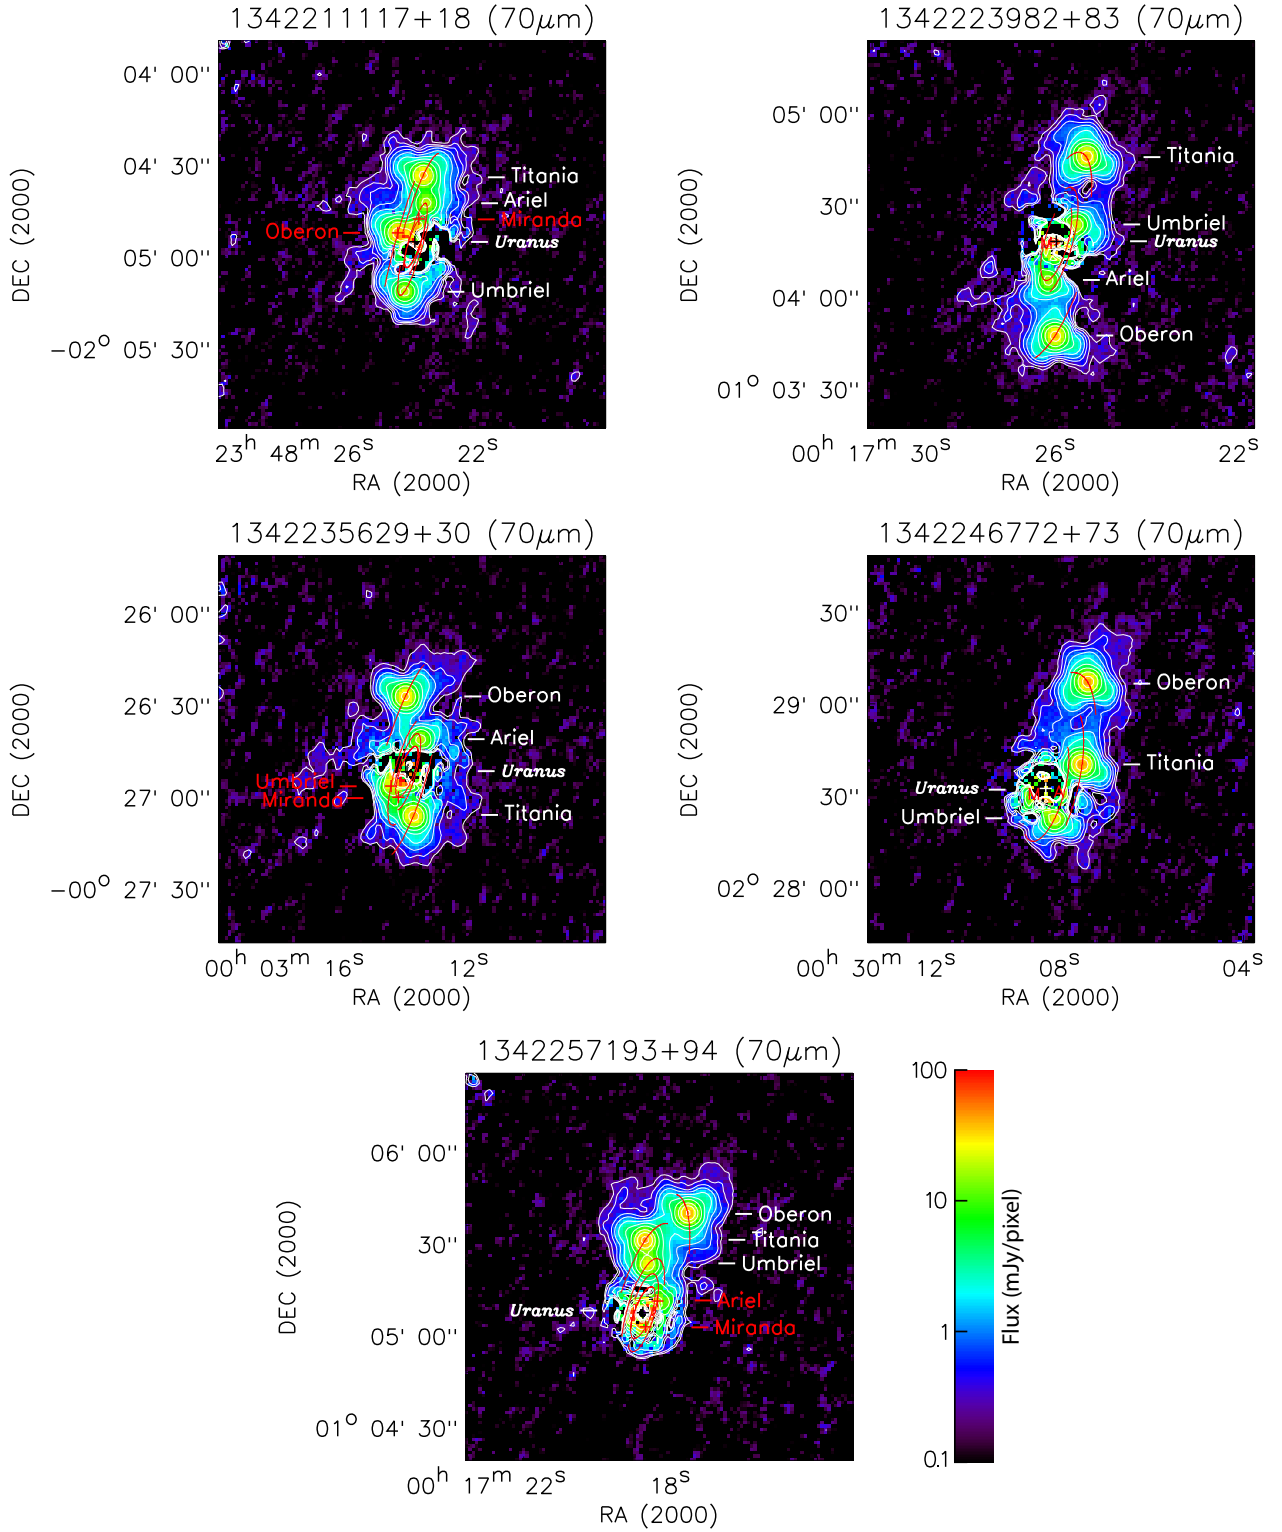 1342211117+18 (70μm)
04' 00"
04' 30"
05' 00"
−02° 05' 30"
DEC (2000)
Titania
Ariel
Miranda
Oberon
Uranus
Umbriel
23h 48m 26s 22s
RA (2000)
1342223982+83 (70μm)
05' 00"
30"
04' 00"
01° 03' 30"
DEC (2000)
Titania
Umbriel
Uranus
M
Ariel
Oberon
00h 17m 30s 26s 22s
RA (2000)
1342235629+30 (70μm)
26' 00"
26' 30"
27' 00"
−00° 27' 30"
DEC (2000)
Oberon
Ariel
Uranus
Umbriel
Miranda
Titania
00h 03m 16s 12s
RA (2000)
1342246772+73 (70μm)
30"
29' 00"
30"
02° 28' 00"
DEC (2000)
Oberon
Titania
Uranus
M A
Umbriel
00h 30m 12s 08s 04s
RA (2000)
1342257193+94 (70μm)
06' 00"
30"
05' 00"
01° 04' 30"
DEC (2000)
Oberon
Titania
Umbriel
Ariel
Uranus
Miranda
00h 17m 22s 18s
RA (2000)
100
10
1
0.1
Flux (mJy/pixel)